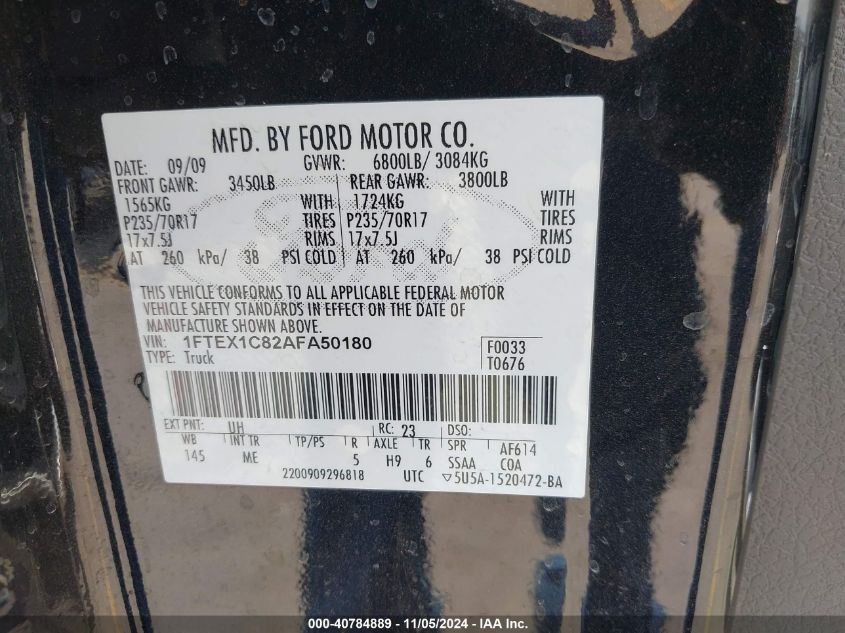 MFD. BY FORD MOTOR CO.
DATE: 09/09 GVWR: 6800LB/ 3084KG
FRONT GAWR: 3450LB REAR GAWR: 3800LB
1565KG WITH 1724KG WITH
P235/70R17 TIRES P235/70R17 TIRES
17x7.5J RIMS 17x7.5J RIMS
AT 260 kPa/ 38 PSI COLD AT 260 kPa/ 38 PSI COLD
THIS VEHICLE CONFORMS TO ALL APPLICABLE FEDERAL MOTOR
VEHICLE SAFETY STANDARDS IN EFFECT ON THE DATE OF
MANUFACTURE SHOWN ABOVE.
VIN: 1FTEX1C82AFA50180 F0033
TYPE: Truck T0676
EXT PNT: UH RC: 23 DSO:
WB INT TR TP/PS R AXLE TR SPR AF614
145 ME 5 H9 6 SSAA COA
2200909296818 UTC ▽5U5A-1520472-BA
000-40784889 - 11/05/2024 - IAA Inc.